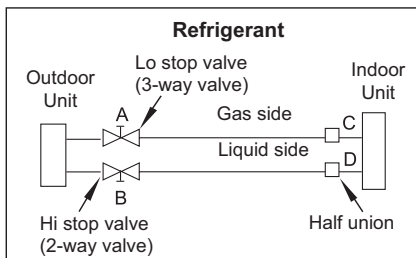 Refrigerant
Lo stop valve
(3-way valve)
Outdoor
Unit
Indoor
Unit
A
Gas side
C
Liquid side
D
B
Hi stop valve
(2-way valve)
Half union